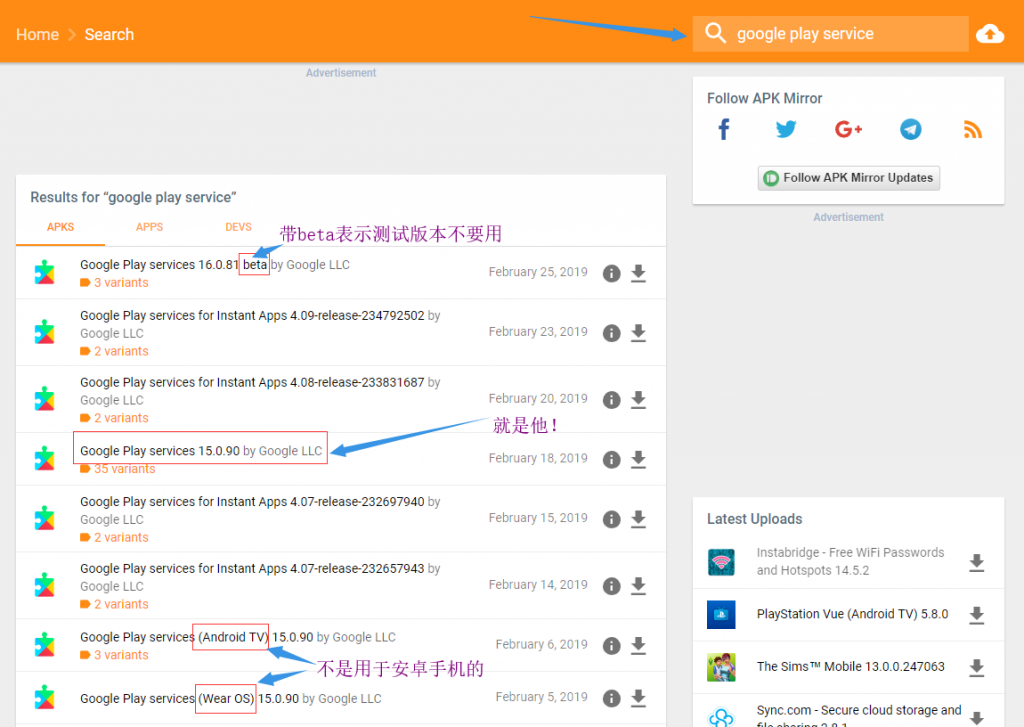 Home
Search
google play service
Advertisement
Follow APK Mirror
G+
Follow APK Mirror Updates
Advertisement
Results for “google play service”
APKS
APPS
DEVS
带beta表示测试版本不要用
Google Play services 16.0.81 beta by Google LLC
3 variants
February 25, 2019
Google Play services for Instant Apps 4.09-release-234792502 by
Google LLC
2 variants
February 23, 2019
Google Play services for Instant Apps 4.08-release-233831687 by
Google LLC
2 variants
February 20, 2019
就是他！
Google Play services 15.0.90 by Google LLC
35 variants
February 18, 2019
Google Play services for Instant Apps 4.07-release-232697940 by
Google LLC
2 variants
February 15, 2019
Google Play services for Instant Apps 4.07-release-232657943 by
Google LLC
2 variants
February 14, 2019
Google Play services (Android TV) 15.0.90 by Google LLC
3 variants
February 6, 2019
不是用于安卓手机的
Google Play services (Wear OS) 15.0.90 by Google LLC
February 5, 2019
Latest Uploads
Instabridge - Free WiFi Passwords
and Hotspots 14.5.2
PlayStation Vue (Android TV) 5.8.0
The Sims™ Mobile 13.0.0.247063
Sync.com - Secure cloud storage and
file sharing 2.8.1